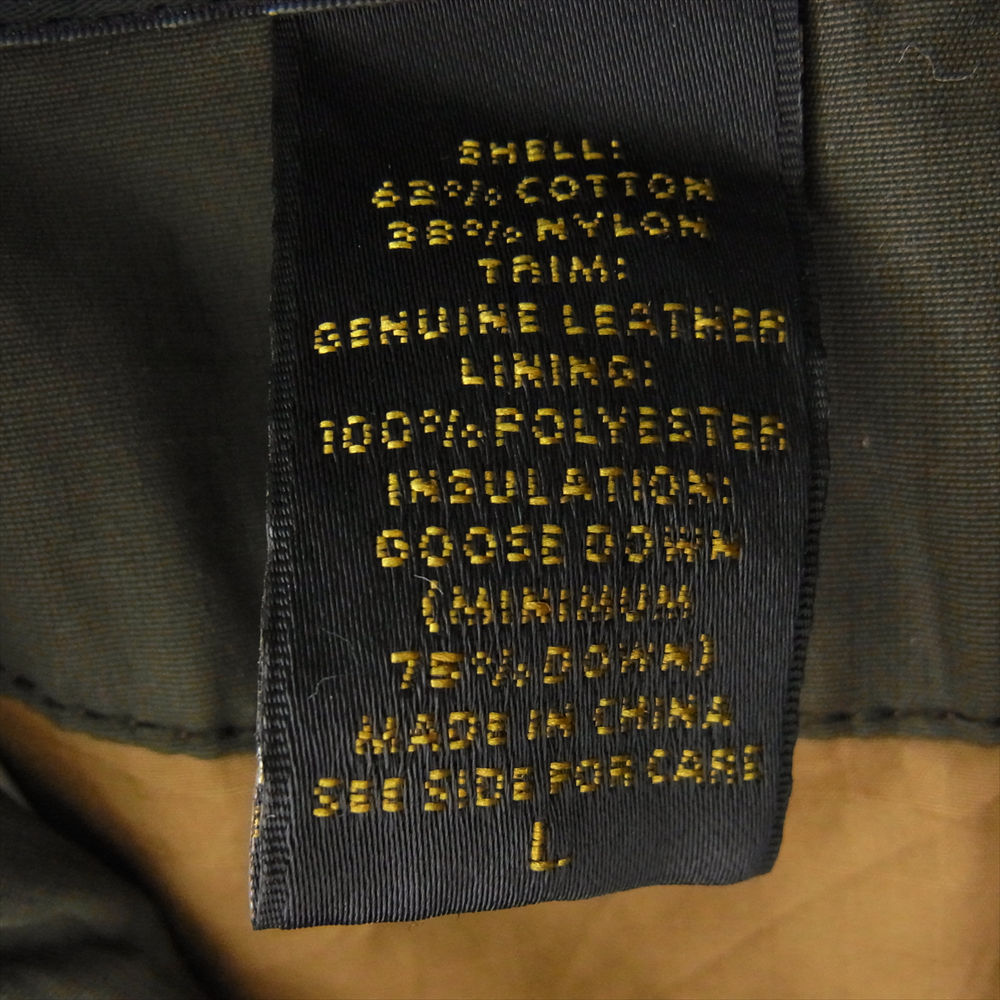 SHELL:
62% COTTON
38% NYLON
TRIM:
GENUINE LEATHER
LINING:
100% POLYESTER
INSULATION:
GOOSE DOWN
(MINIMUM
75% DOWN)
MADE IN CHINA
SEE SIDE FOR CARE
L